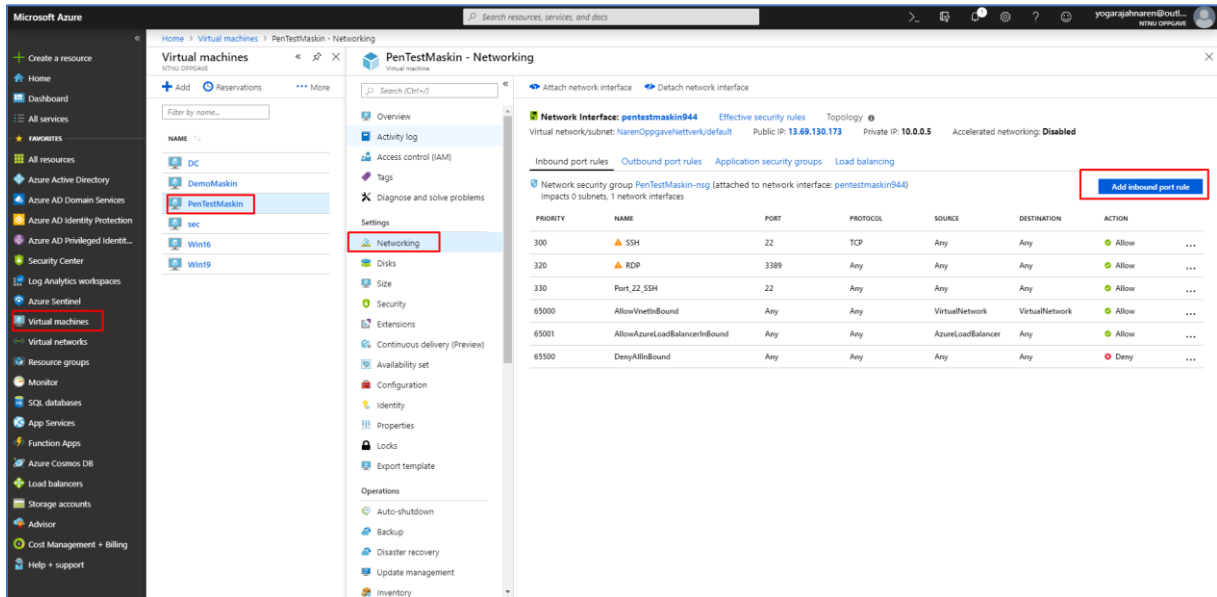 Microsoft Azure
Search resources, services, and docs
yogarajahnaren@outl...
NTNU OPPGAVE
Create a resource
Home
Dashboard
All services
FAVORITES
All resources
Azure Active Directory
Azure AD Domain Services
Azure AD Identity Protection
Azure AD Privileged Identit...
Security Center
Log Analytics workspaces
Azure Sentinel
Virtual machines
Virtual networks
Resource groups
Monitor
SQL databases
App Services
Function Apps
Azure Cosmos DB
Load balancers
Storage accounts
Advisor
Cost Management + Billing
Help + support
Home > Virtual machines > PenTestMaskin - Networking
Virtual machines
NTNU OPPGAVE
Add Reservations ••• More
Filter by name...
NAME
DC
DemoMaskin
PenTestMaskin
sec
Win16
Win19
PenTestMaskin - Networking
Virtual machine
Search (Ctrl+/)
Overview
Activity log
Access control (IAM)
Tags
Diagnose and solve problems
Settings
Networking
Disks
Size
Security
Extensions
Continuous delivery (Preview)
Availability set
Configuration
Identity
Properties
Locks
Export template
Operations
Auto-shutdown
Backup
Disaster recovery
Update management
Inventory
Attach network interface Detach network interface
Network Interface: pentestmaskin944 Effective security rules Topology
Virtual network/subnet: NarenOppgaveNettverk/default Public IP: 13.69.130.173 Private IP: 10.0.0.5 Accelerated networking: Disabled
Inbound port rules Outbound port rules Application security groups Load balancing
Network security group PenTestMaskin-nsg (attached to network interface: pentestmaskin944)
Impacts 0 subnets, 1 network interfaces
Add inbound port rule
PRIORITY NAME PORT PROTOCOL SOURCE DESTINATION ACTION
300 SSH 22 TCP Any Any Allow ...
320 RDP 3389 Any Any Any Allow ...
330 Port_22_SSH 22 Any Any Any Allow ...
65000 AllowVnetInBound Any Any VirtualNetwork VirtualNetwork Allow ...
65001 AllowAzureLoadBalancerInBound Any Any AzureLoadBalancer Any Allow ...
65500 DenyAllInBound Any Any Any Any Deny ...